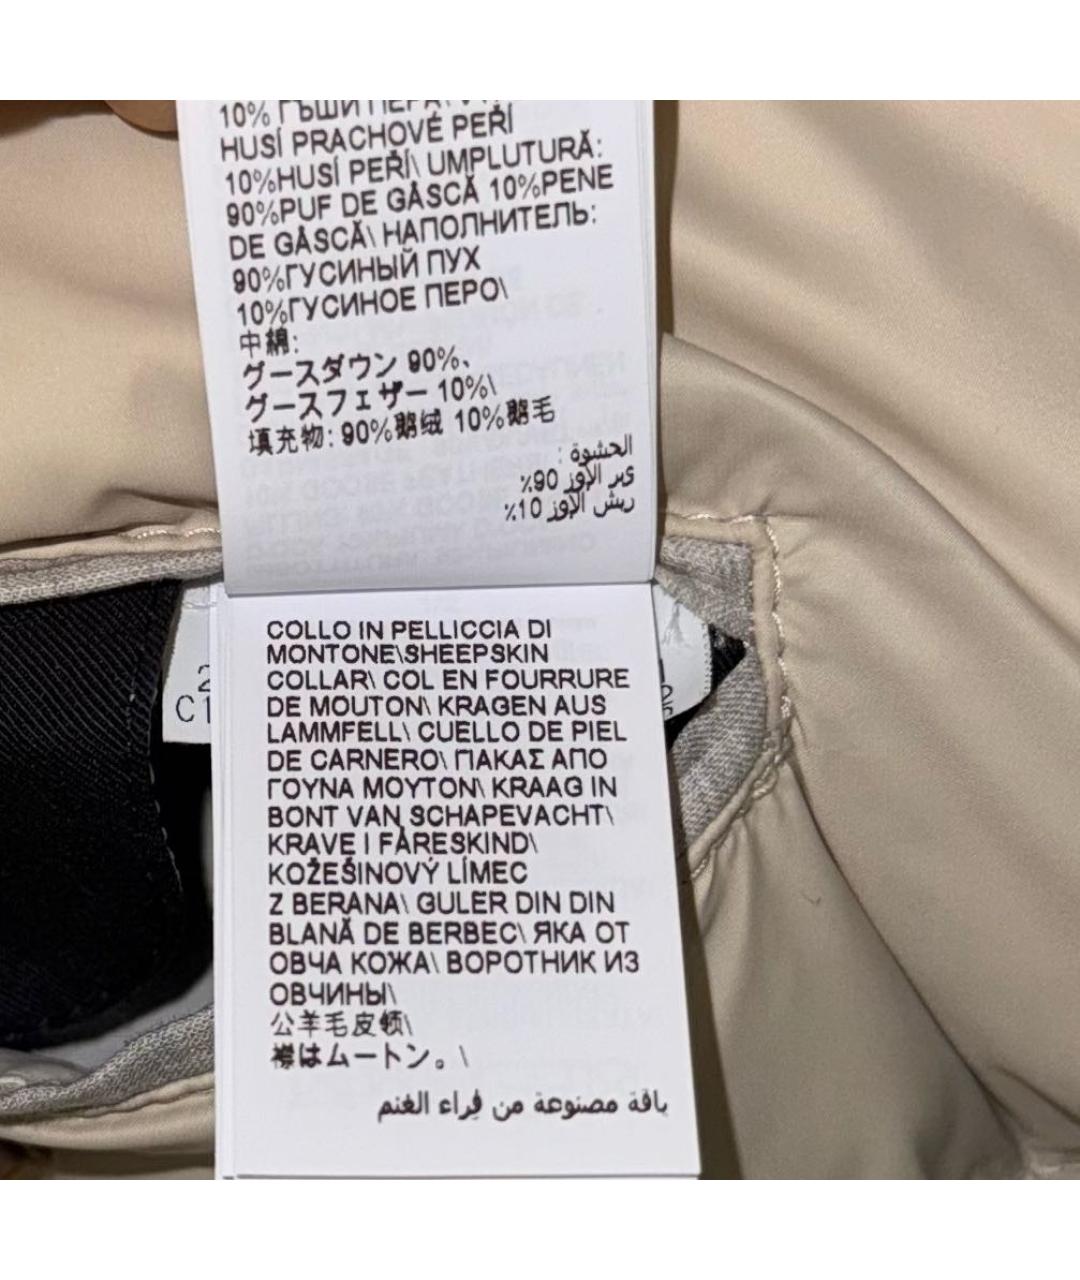 10% ГЪШИ ПЕРА\
HUSÍ PRACHOVÉ PEŘÍ
10%HUSÍ PEŘÍ\ UMPLUTURĂ:
90%PUF DE GÂSCĂ 10%PENE
DE GÂSCĂ\ НАПОЛНИТЕЛЬ:
90%ГУСИНЫЙ ПУХ
10%ГУСИНОЕ ПЕРО\
中綿:
グースダウン 90%、
グースフェザー 10%\
填充物: 90%鹅绒 10%鹅毛
الحشوة :
وبر الإوز 90٪
ريش الإوز 10٪
COLLO IN PELLICCIA DI
MONTONE\SHEEPSKIN
COLLAR\ COL EN FOURRURE
DE MOUTON\ KRAGEN AUS
LAMMFELL\ CUELLO DE PIEL
DE CARNERO\ ΠΑΚΑΣ ΑΠΟ
ΓΟΥΝΑ ΜΟΥΤΟΝ\ KRAAG IN
BONT VAN SCHAPEVACHT\
KRAVE I FÅRESKIND\
KOŽEŠINOVÝ LÍMEC
Z BERANA\ GULER DIN DIN
BLANĂ DE BERBEC\ ЯКА ОТ
ОВЧА КОЖА\ ВОРОТНИК ИЗ
ОВЧИНЫ\
公羊毛皮领\
襟はムートン。\
ياقة مصنوعة من فراء الغنم